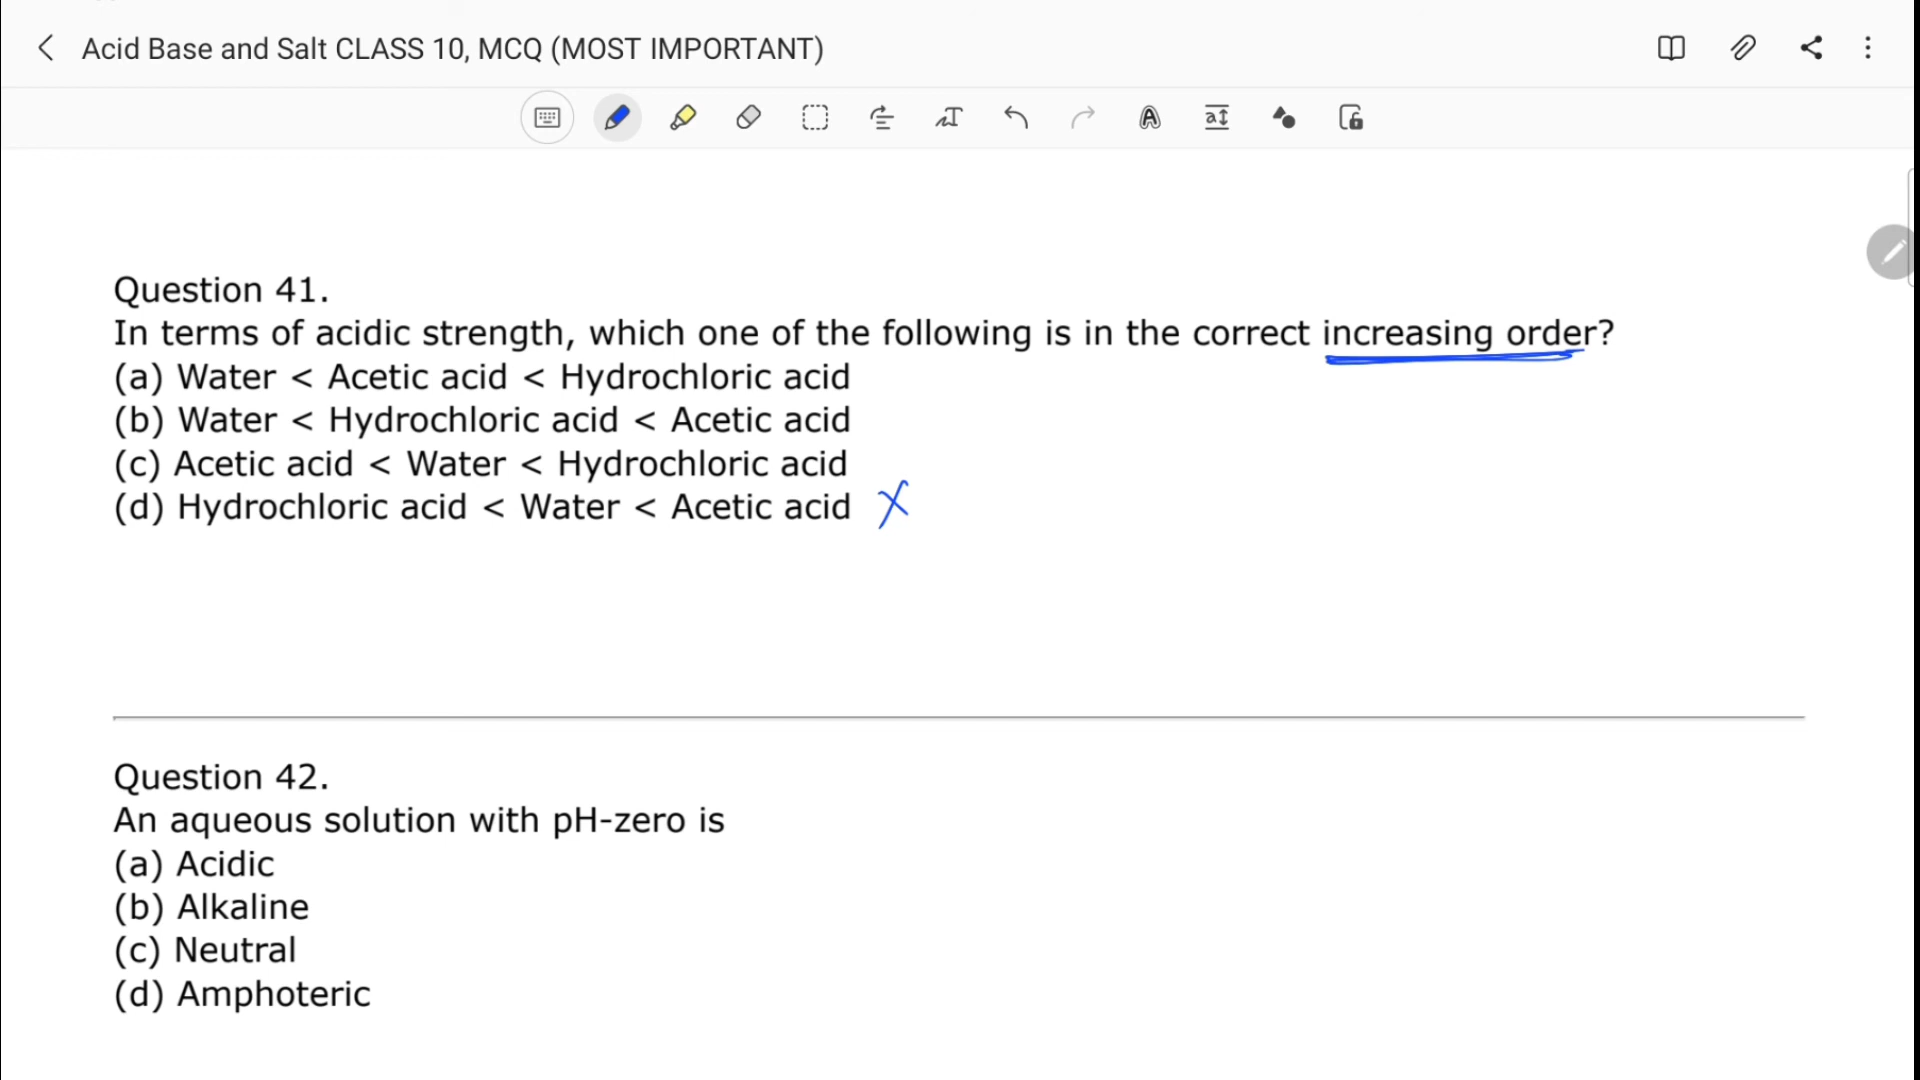 Acid Base and Salt CLASS 10, MCQ (MOST IMPORTANT)
Question 41.
In terms of acidic strength, which one of the following is in the correct increasing order?
(a) Water < Acetic acid < Hydrochloric acid
(b) Water < Hydrochloric acid < Acetic acid
(c) Acetic acid < Water < Hydrochloric acid
(d) Hydrochloric acid < Water < Acetic acid X
Question 42.
An aqueous solution with pH-zero is
(a) Acidic
(b) Alkaline
(c) Neutral
(d) Amphoteric